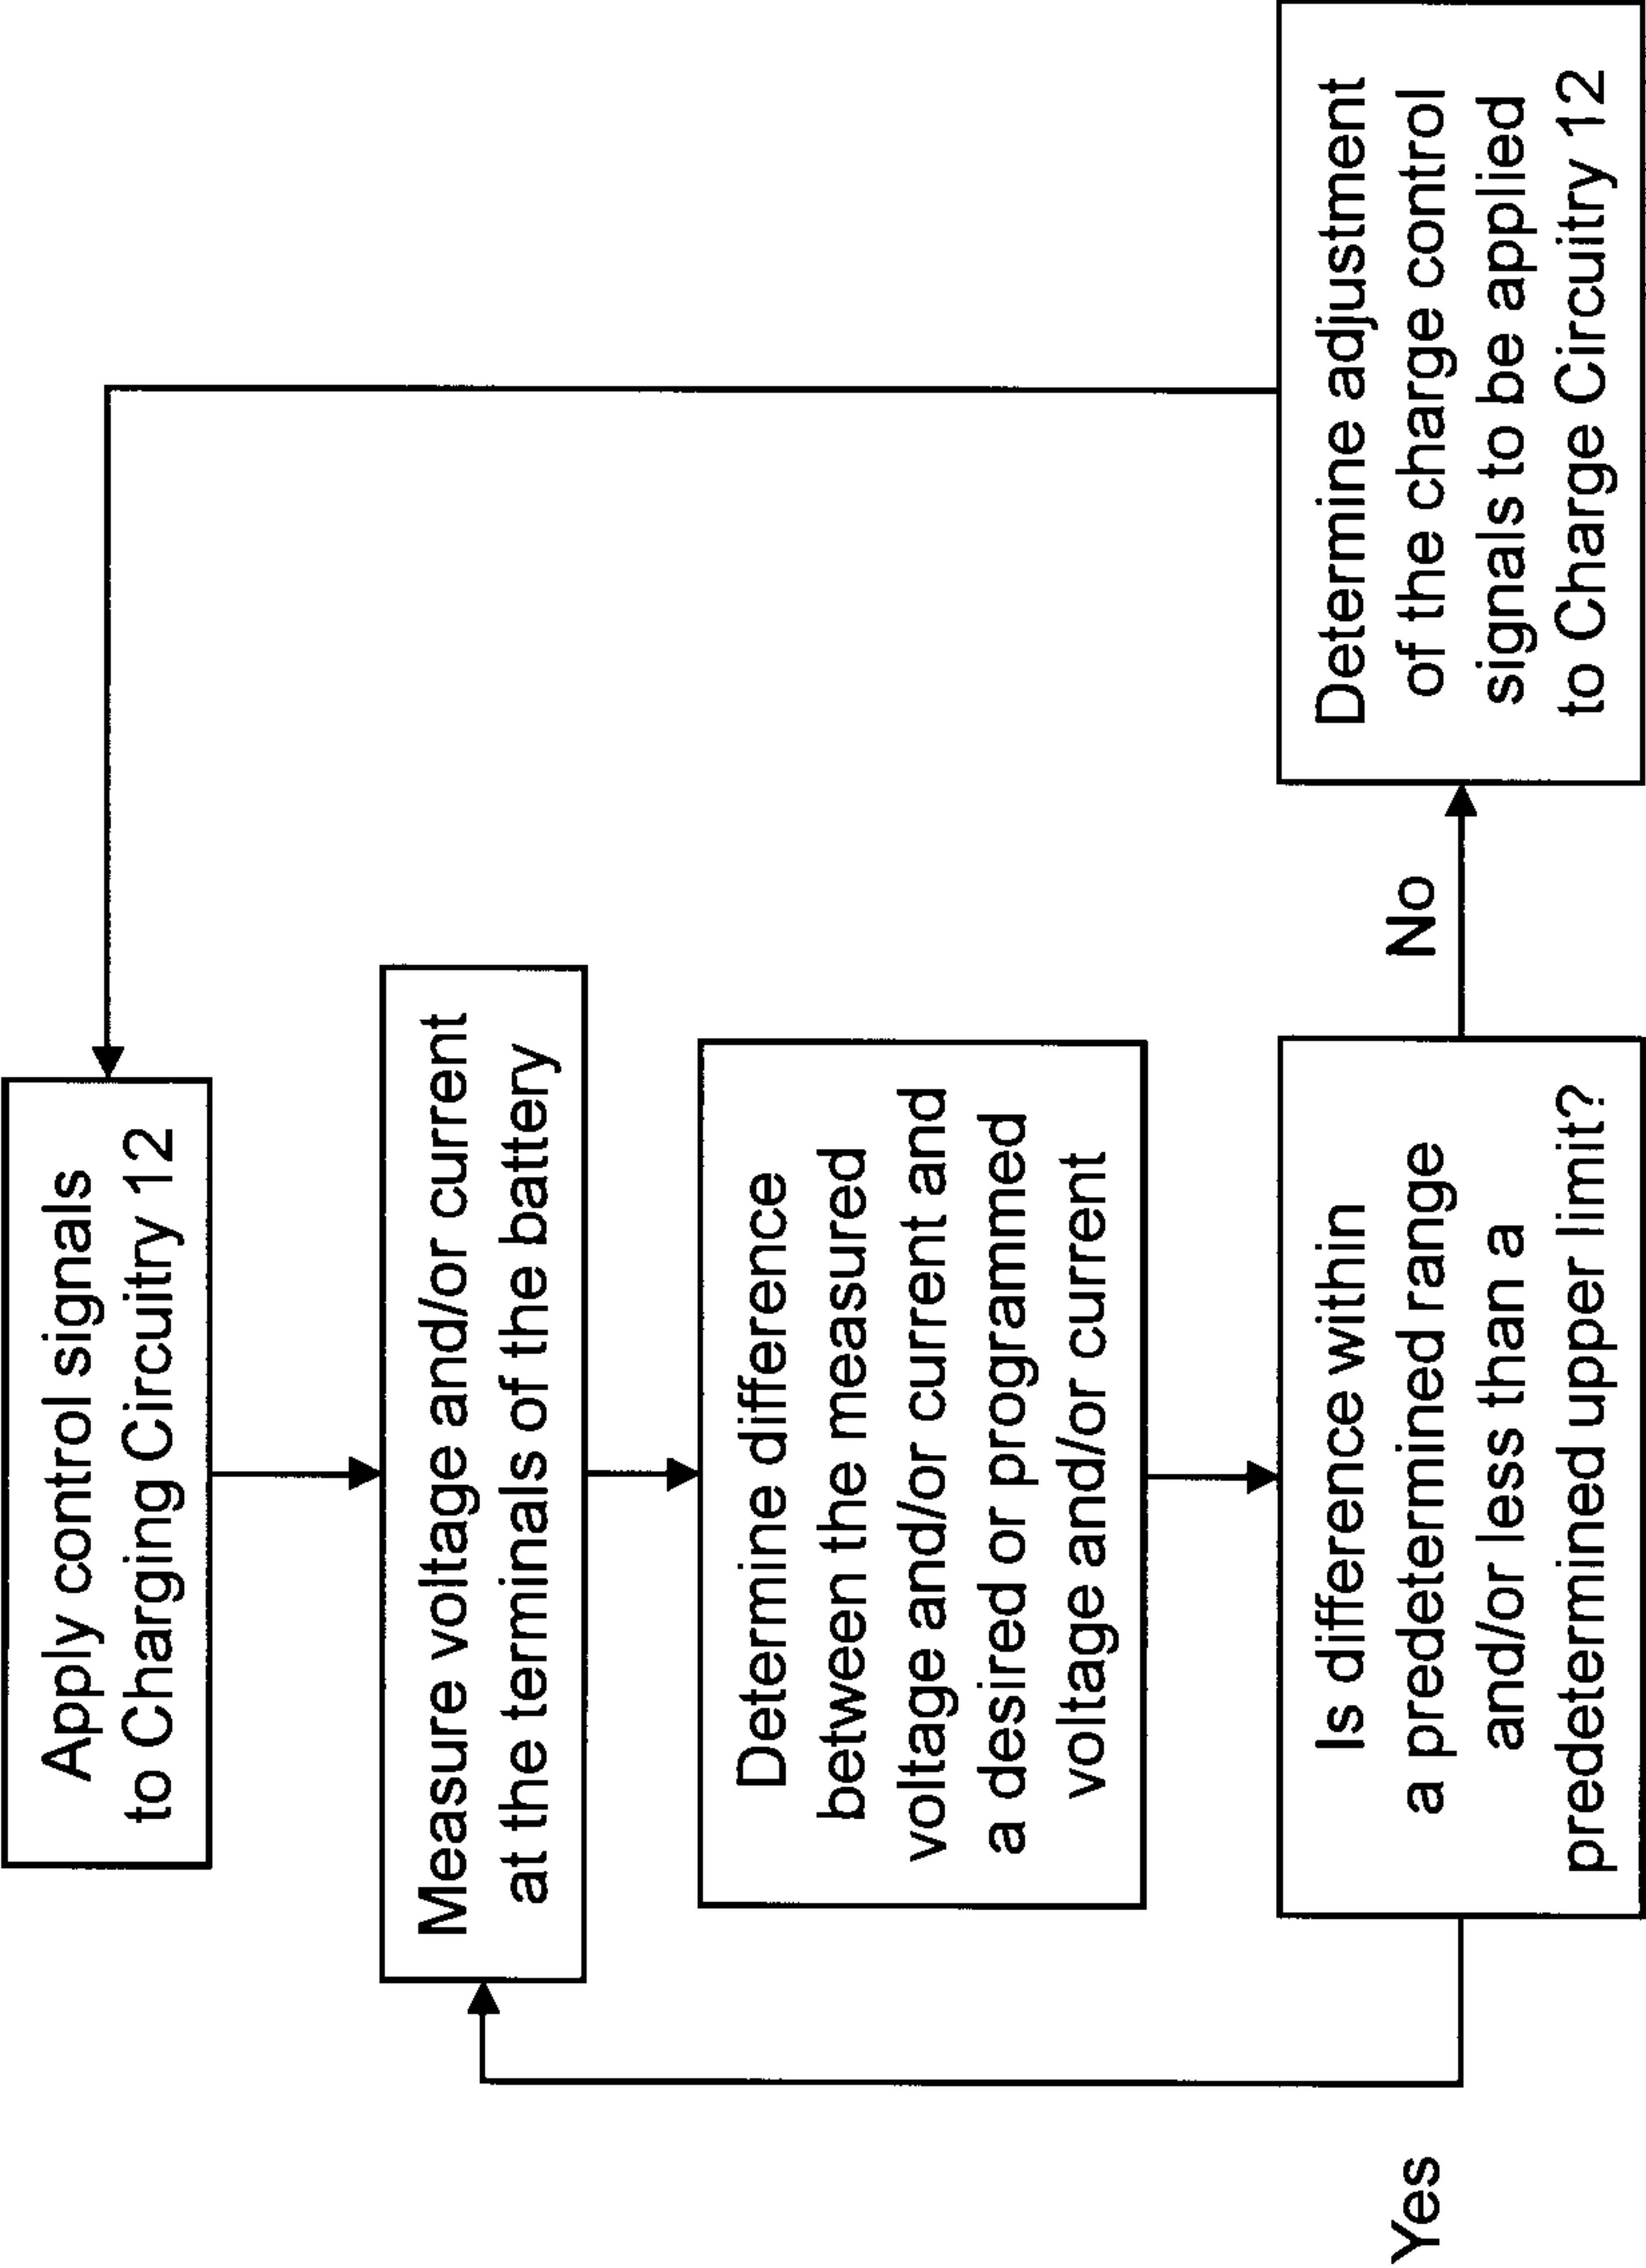 Apply control signals
to Charging Circuitry 12
Measure voltage and/or current
at the terminals of the battery
Determine difference
between the measured
voltage and/or current and
a desired or programmed
voltage and/or current
Is difference within
a predetermined range
and/or less than a
predetermined upper limit?
Yes
No
Determine adjustment
of the charge control
signals to be applied
to Charge Circuitry 12